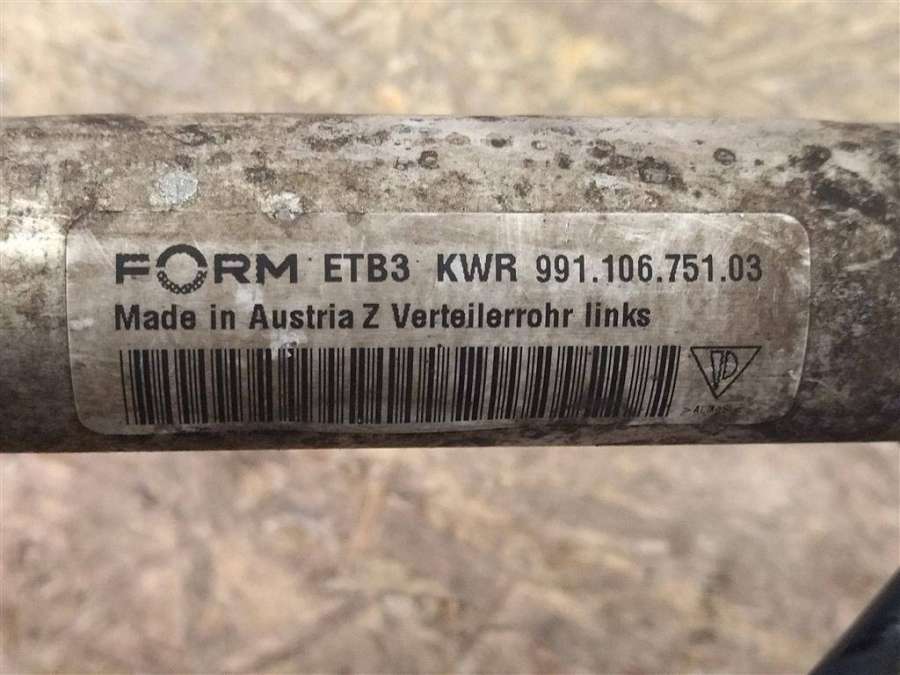 FORM ETB3 KWR 991.106.751.03
Made in Austria Z Verteilerrohr links